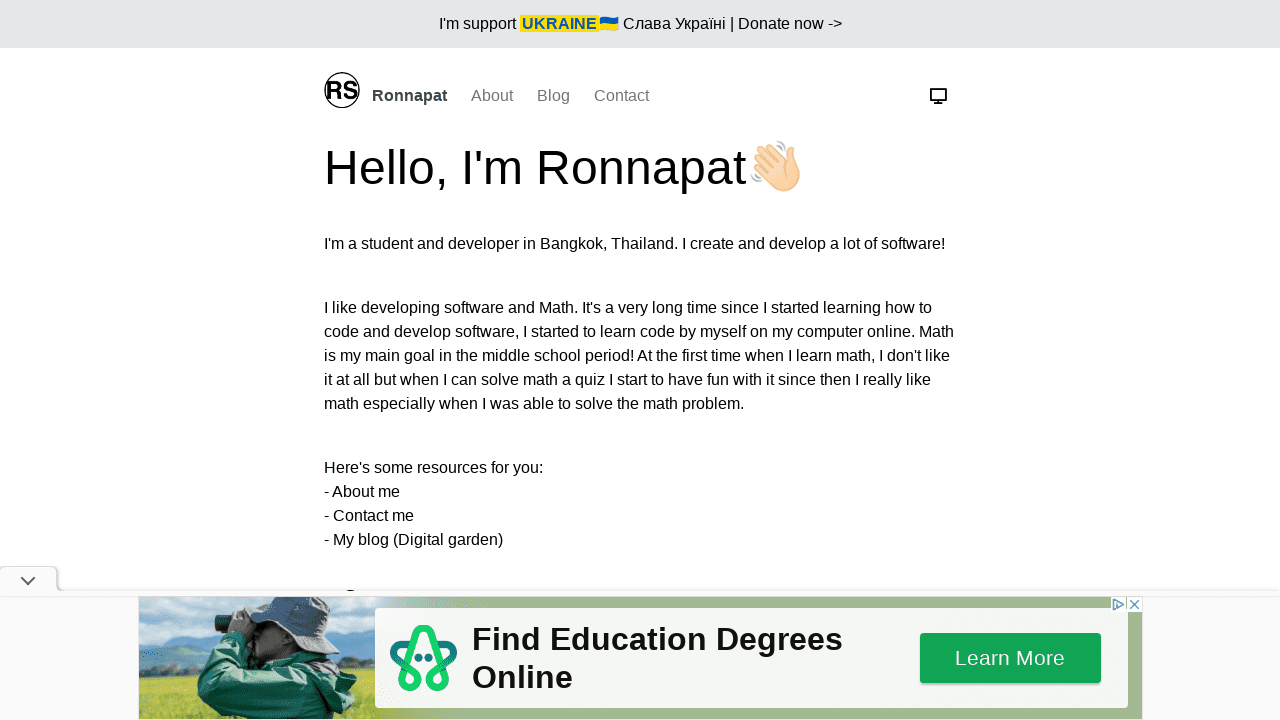 I'm support UKRAINE🇺🇦 Слава Україні | Donate now ->
RS Ronnapat About Blog Contact
Hello, I'm Ronnapat👋🏻
I'm a student and developer in Bangkok, Thailand. I create and develop a lot of software!
I like developing software and Math. It's a very long time since I started learning how to
code and develop software, I started to learn code by myself on my computer online. Math
is my main goal in the middle school period! At the first time when I learn math, I don't like
it at all but when I can solve math a quiz I start to have fun with it since then I really like
math especially when I was able to solve the math problem.
Here's some resources for you:
- About me
- Contact me
- My blog (Digital garden)
Find Education Degrees
Online
Learn More